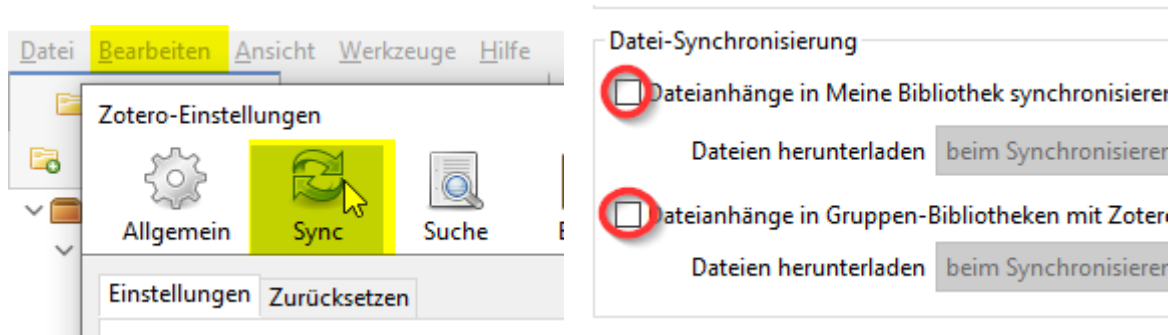 Datei Bearbeiten Ansicht Werkzeuge Hilfe
Zotero-Einstellungen
Allgemein Sync Suche
Einstellungen Zurücksetzen
Datei-Synchronisierung
Dateianhänge in Meine Bibliothek synchronisieren
Dateien herunterladen beim Synchronisieren
Dateianhänge in Gruppen-Bibliotheken mit Zotero
Dateien herunterladen beim Synchronisieren